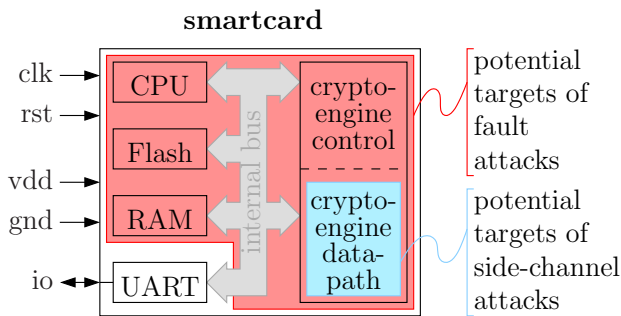 smartcard
clk
rst
vdd
gnd
io
CPU
Flash
RAM
UART
internal bus
crypto-
engine
control
crypto-
engine
data-
path
potential
targets of
fault
attacks
potential
targets of
side-channel
attacks